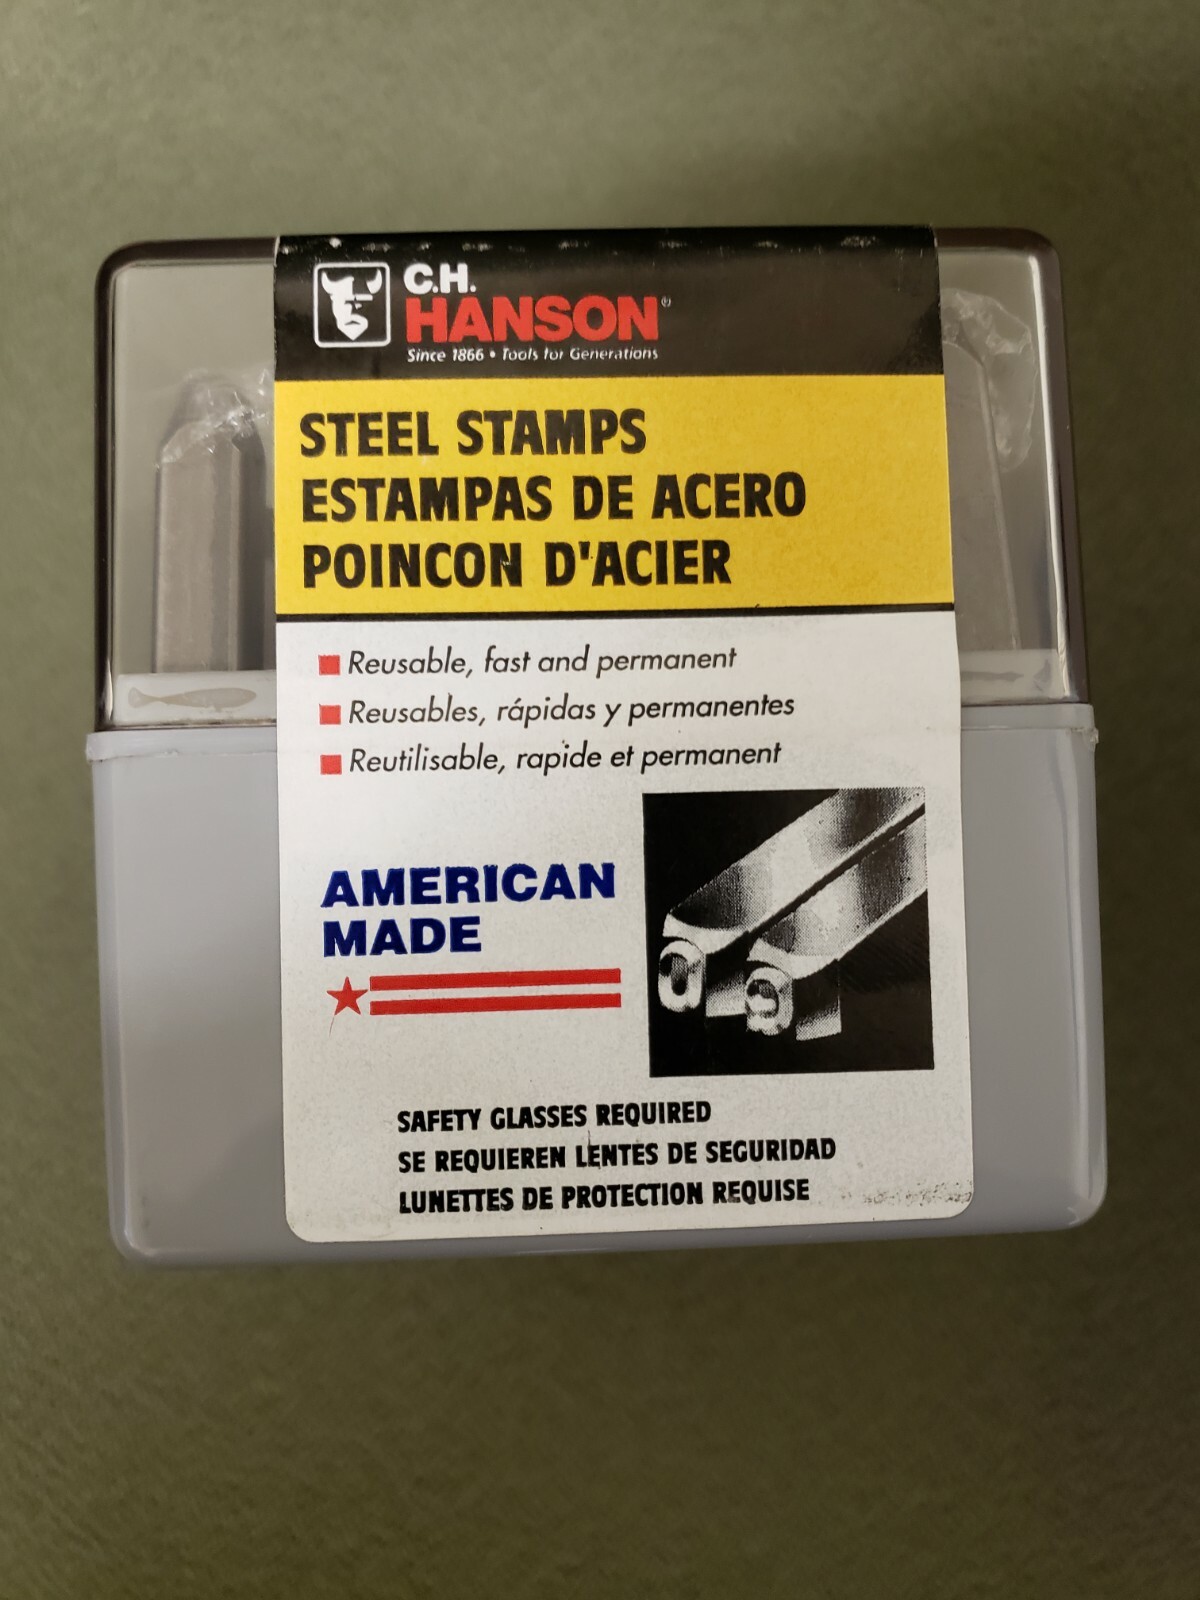 C.H.
HANSON®
Since 1866 • Tools for Generations
STEEL STAMPS
ESTAMPAS DE ACERO
POINCON D'ACIER
Reusable, fast and permanent
Reusables, rápidas y permanentes
Reutilisable, rapide et permanent
AMERICAN
MADE
SAFETY GLASSES REQUIRED
SE REQUIEREN LENTES DE SEGURIDAD
LUNETTES DE PROTECTION REQUISE